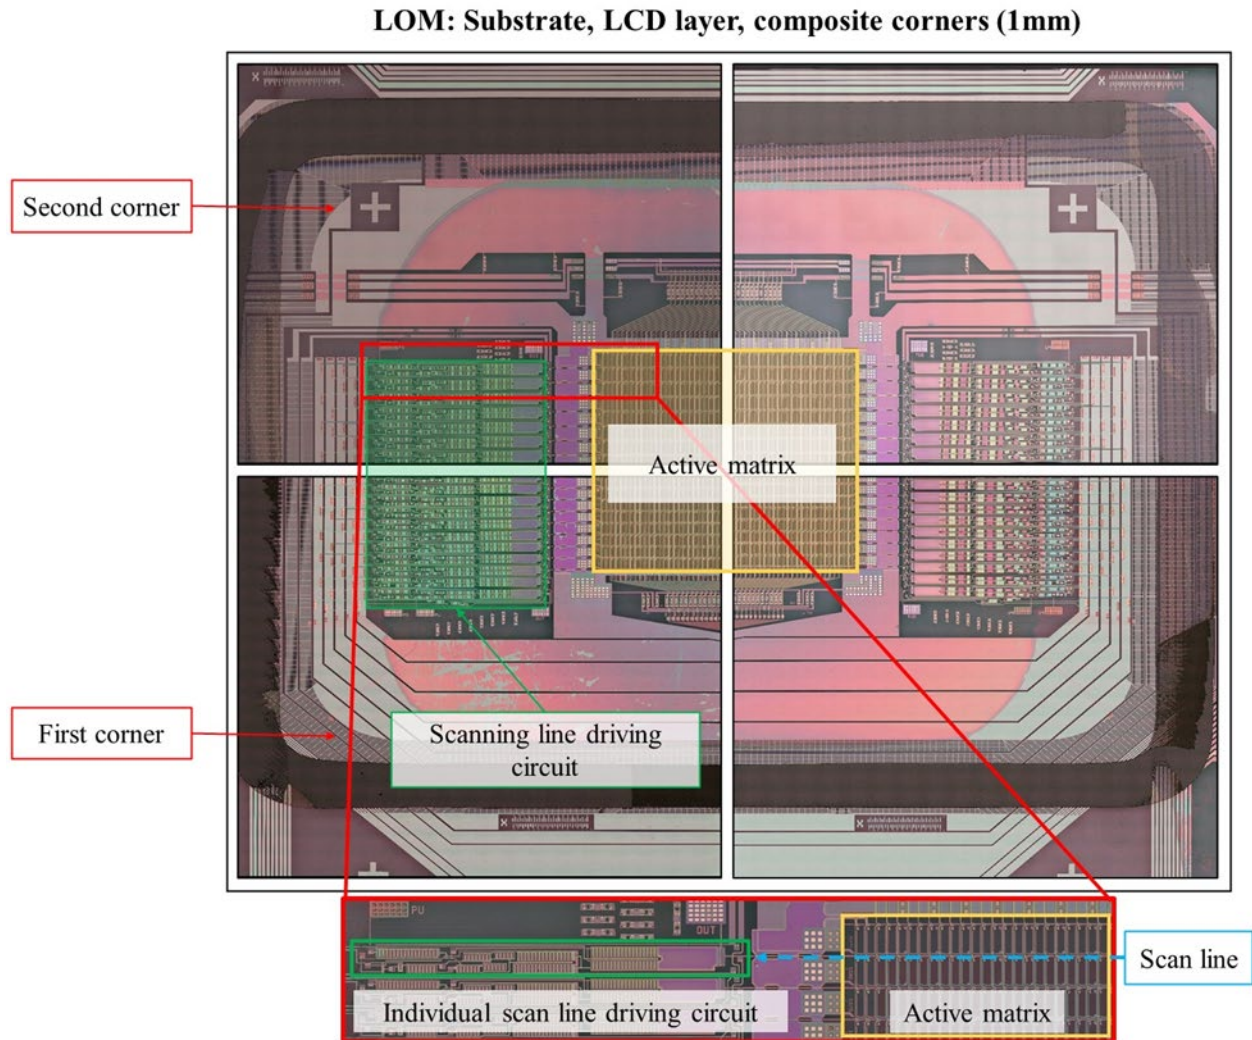 LOM: Substrate, LCD layer, composite corners (1mm)
Second corner
Active matrix
First corner
Scanning line driving
circuit
PU
OUT
Scan line
Individual scan line driving circuit
Active matrix